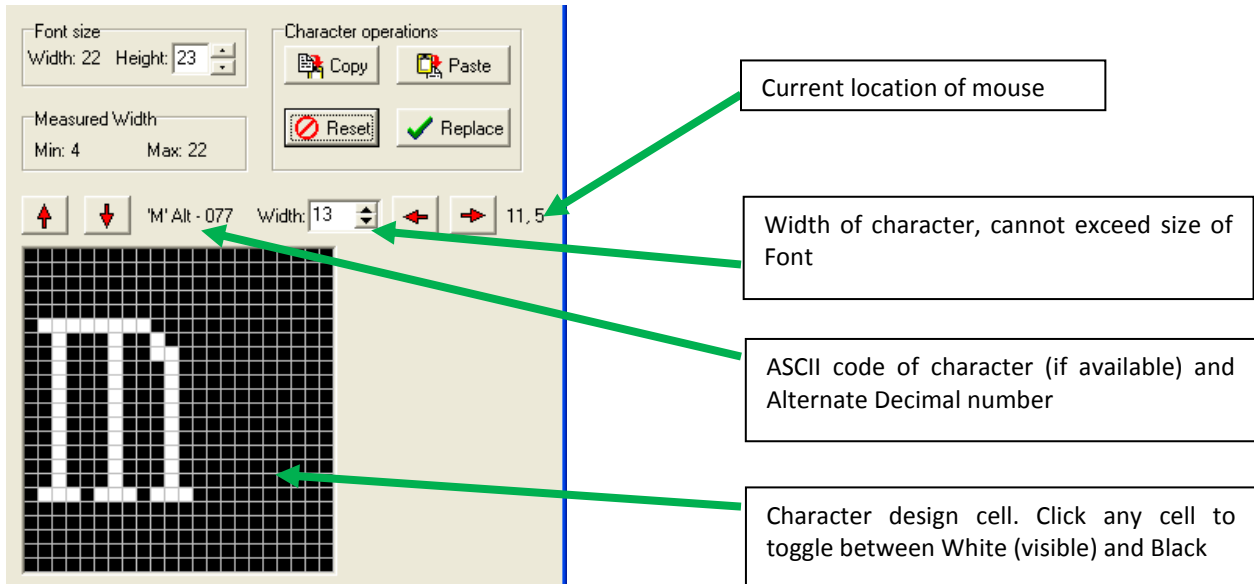 Font size
Width: 22 Height: 23
Character operations
Copy
Paste
Reset
Replace
Measured Width
Min: 4 Max: 22
'M' Alt - 077 Width: 13 11, 5
Current location of mouse
Width of character, cannot exceed size of
Font
ASCII code of character (if available) and
Alternate Decimal number
Character design cell. Click any cell to
toggle between White (visible) and Black